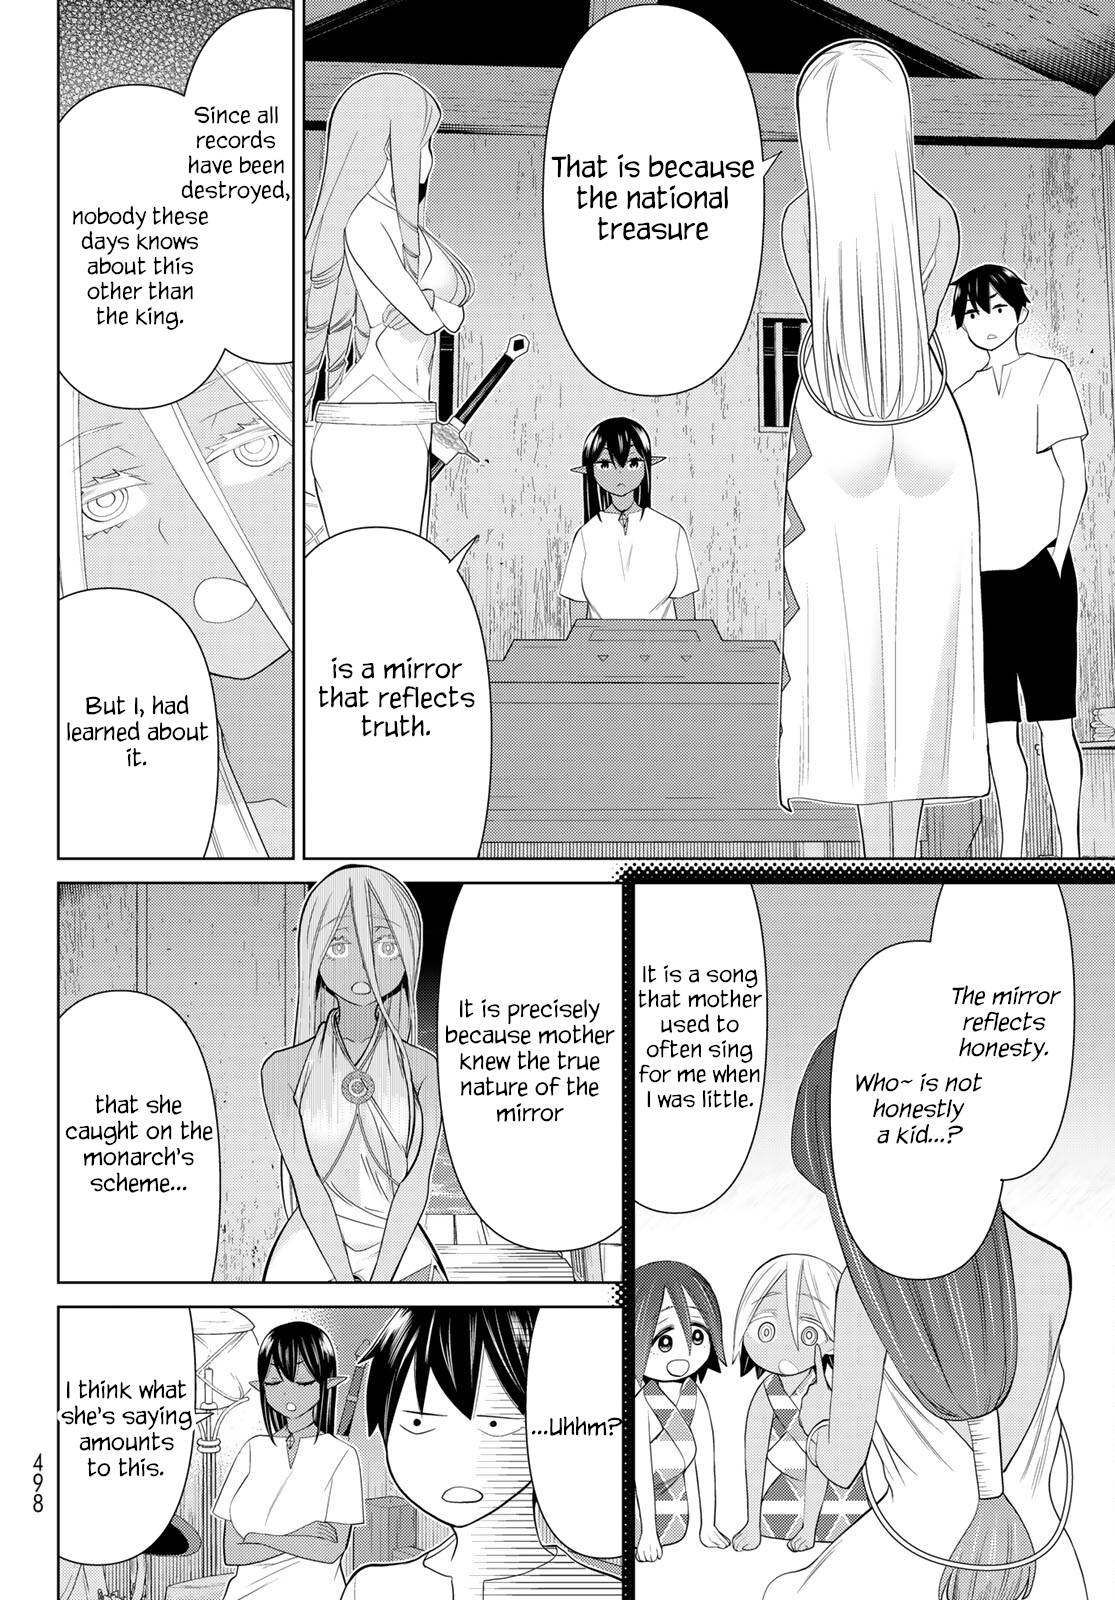 That is because
the national
treasure
is a mirror
that reflects
truth.
Since all
records
have been
destroyed,
nobody these
days knows
about this
other than
the king.
But I, had
learned about
it.
The mirror
reflects
honesty.
Who~ is not
honestly
a kid...?
It is a song
that mother
used to
often sing
for me when
I was little.
It is precisely
because mother
knew the true
nature of the
mirror
that she
caught on the
monarch's
scheme...
...Uhhm?
I think what
she's saying
amounts
to this.
498